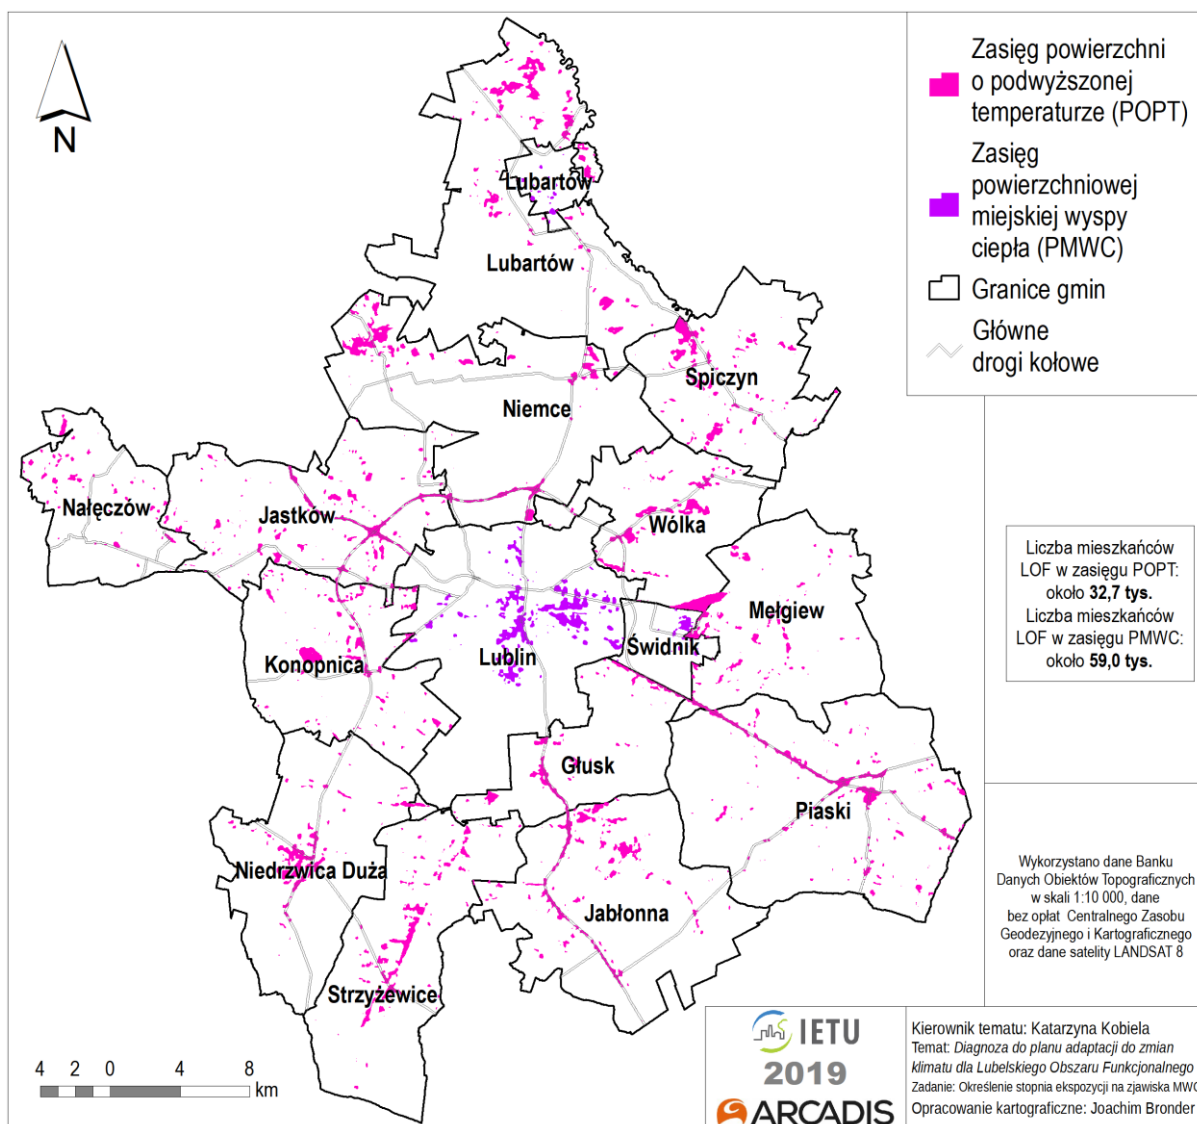 Zasięg powierzchni
o podwyższonej
temperaturze (POPT)
Zasięg
powierzchniowej
miejskiej wyspy
ciepła (PMWC)
Granice gmin
Główne
drogi kołowe
N
Lubartów
Lubartów
Spiczyn
Niemce
Nałęczów
Jastków
Wólka
Mełgiew
Świdnik
Lublin
Konopnica
Głusk
Piaski
Niedrzwica Duża
Jabłonna
Strzyżewice
Liczba mieszkańców
LOF w zasięgu POPT:
około 32,7 tys.
Liczba mieszkańców
LOF w zasięgu PMWC:
około 59,0 tys.
Wykorzystano dane Banku
Danych Obiektów Topograficznych
w skali 1:10 000, dane
bez opłat Centralnego Zasobu
Geodezyjnego i Kartograficznego
oraz dane satelity LANDSAT 8
4 2 0 4 8
km
IETU
2019
ARCADIS
Kierownik tematu: Katarzyna Kobiela
Temat: Diagnoza do planu adaptacji do zmian
klimatu dla Lubelskiego Obszaru Funkcjonalnego
Zadanie: Określenie stopnia ekspozycji na zjawiska MWC
Opracowanie kartograficzne: Joachim Bronder